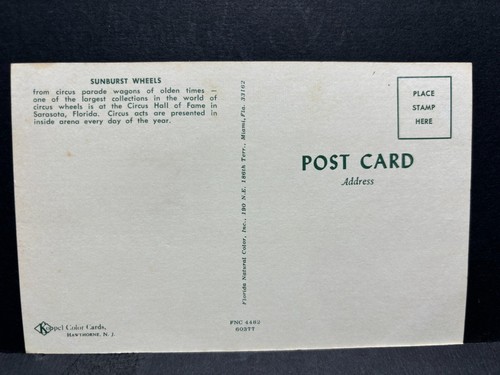 SUNBURST WHEELS
from circus parade wagons of olden times —
one of the largest collections in the world of
circus wheels is at the Circus Hall of Fame in
Sarasota, Florida. Circus acts are presented in
inside arena every day of the year.
Florida Natural Color, Inc., 180 N.E. 186th Terr., Miami, Fla. 33162
PLACE
STAMP
HERE
POST CARD
Address
Koppel Color Cards,
HAWTHORNE, N. J.
FNC 4483
60377